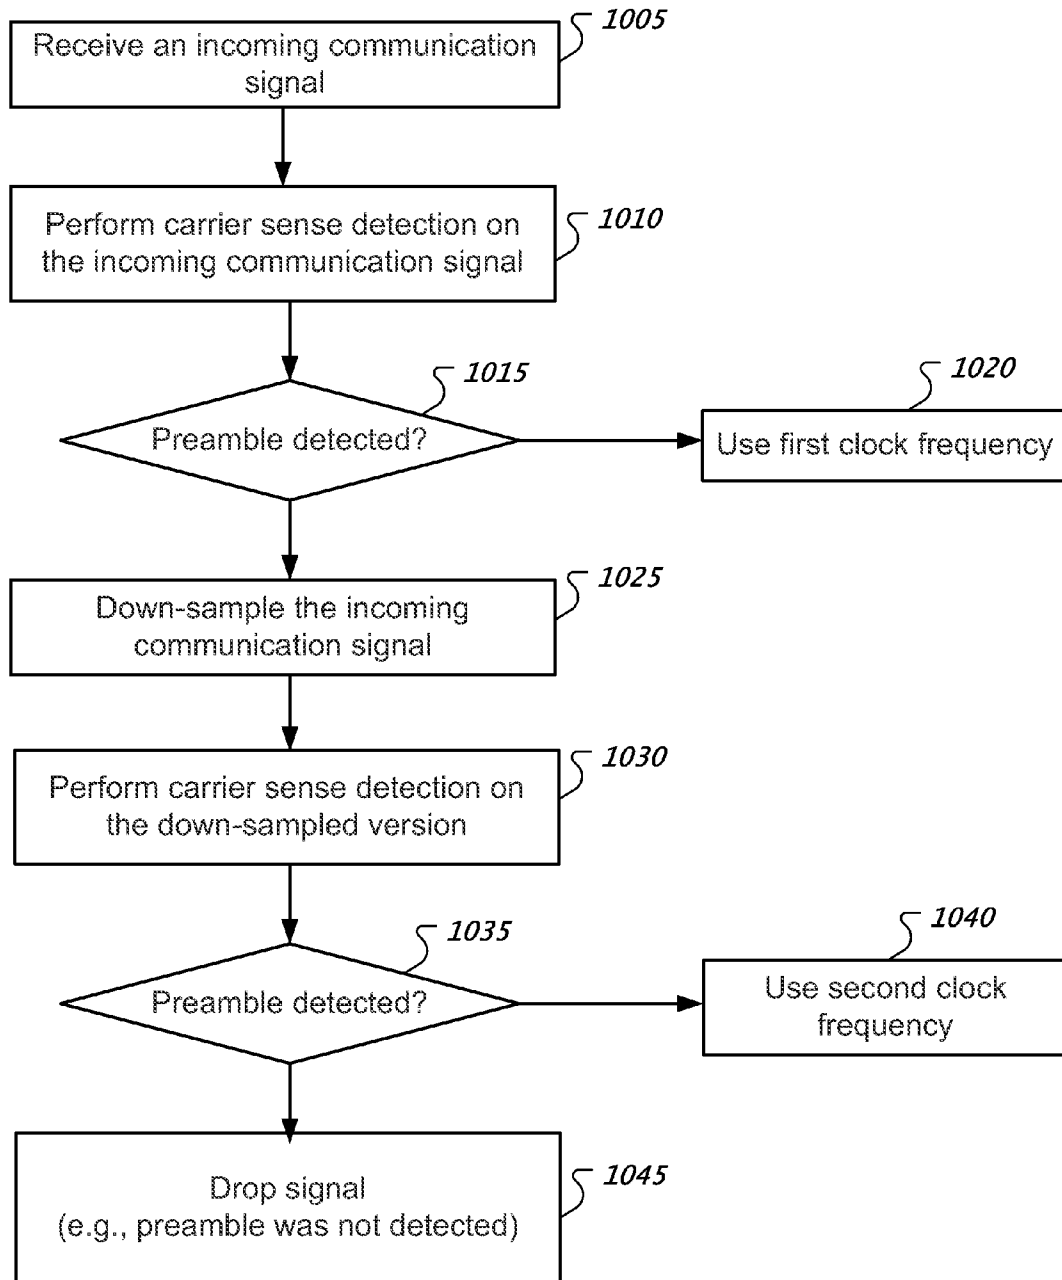 1005
Receive an incoming communication
signal
1010
Perform carrier sense detection on
the incoming communication signal
1015
Preamble detected?
1020
Use first clock frequency
1025
Down-sample the incoming
communication signal
1030
Perform carrier sense detection on
the down-sampled version
1035
Preamble detected?
1040
Use second clock
frequency
1045
Drop signal
(e.g., preamble was not detected)